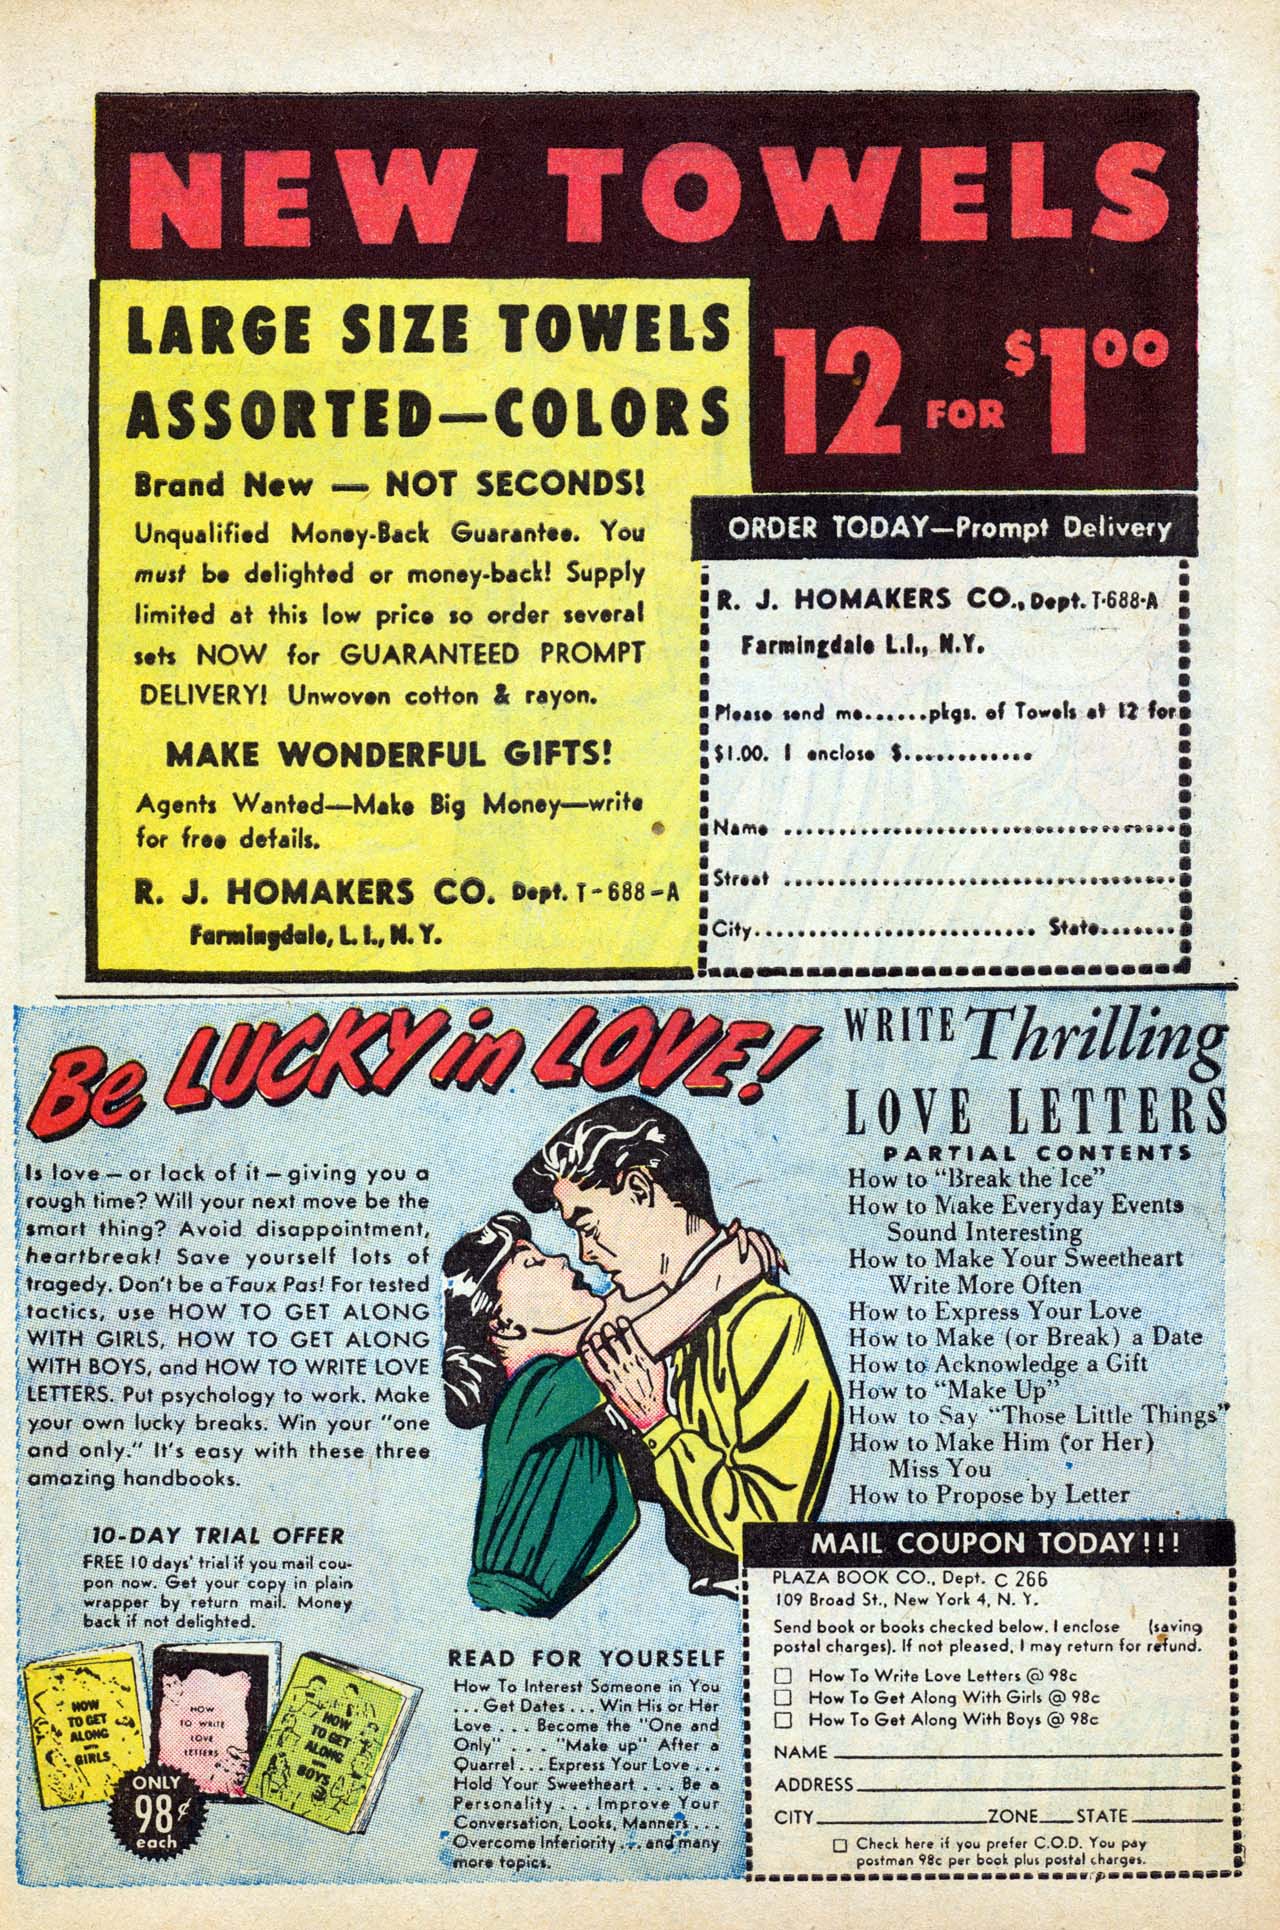 NEW TOWELS
LARGE SIZE TOWELS
ASSORTED—COLORS
12 FOR $1.00
Brand New — NOT SECONDS!
Unqualified Money-Back Guarantee. You
must be delighted or money-back! Supply
limited at this low price so order several
sets NOW for GUARANTEED PROMPT
DELIVERY! Unwoven cotton & rayon.
MAKE WONDERFUL GIFTS!
Agents Wanted—Make Big Money—write
for free details.
R. J. HOMAKERS CO. Dept. T-688-A
Farmingdale, L. I., N. Y.
ORDER TODAY—Prompt Delivery
R. J. HOMAKERS CO., Dept. T-688-A
Farmingdale L.I., N.Y.
Please send me.......pkgs. of Towels at 12 for
$1.00. I enclose $............
Name ........................................
Street ........................................
City............................ State........
Be LUCKY in LOVE!
Is love — or lack of it — giving you a
rough time? Will your next move be the
smart thing? Avoid disappointment,
heartbreak! Save yourself lots of
tragedy. Don't be a Faux Pas! For tested
tactics, use HOW TO GET ALONG
WITH GIRLS, HOW TO GET ALONG
WITH BOYS, and HOW TO WRITE LOVE
LETTERS. Put psychology to work. Make
your own lucky breaks. Win your "one
and only." It's easy with these three
amazing handbooks.
10-DAY TRIAL OFFER
FREE 10 days' trial if you mail cou-
pon now. Get your copy in plain
wrapper by return mail. Money
back if not delighted.
HOW
TO GET
ALONG
WITH
GIRLS
HOW
TO WRITE
LOVE
LETTERS
HOW
TO GET
ALONG
WITH
BOYS
ONLY
98¢
each
READ FOR YOURSELF
How To Interest Someone in You
. . . Get Dates . . . Win His or Her
Love . . . Become the "One and
Only" . . . "Make up" After a
Quarrel . . . Express Your Love . . .
Hold Your Sweetheart . . . Be a
Personality . . . Improve Your
Conversation, Looks, Manners . . .
Overcome Inferiority . . . and many
more topics.
WRITE Thrilling
LOVE LETTERS
PARTIAL CONTENTS
How to "Break the Ice"
How to Make Everyday Events
Sound Interesting
How to Make Your Sweetheart
Write More Often
How to Express Your Love
How to Make (or Break) a Date
How to Acknowledge a Gift
How to "Make Up"
How to Say "Those Little Things"
How to Make Him (or Her)
Miss You
How to Propose by Letter
MAIL COUPON TODAY!!!
PLAZA BOOK CO., Dept. C 266
109 Broad St., New York 4, N. Y.
Send book or books checked below. I enclose (saving
postal charges). If not pleased, I may return for refund.
☐ How To Write Love Letters @ 98c
☐ How To Get Along With Girls @ 98c
☐ How To Get Along With Boys @ 98c
NAME
ADDRESS
CITY ZONE STATE
☐ Check here if you prefer C.O.D. You pay
postman 98c per book plus postal charges.